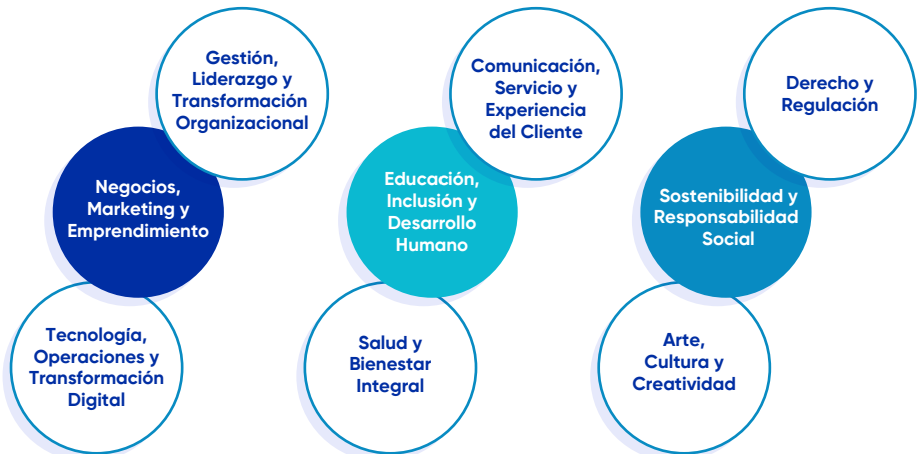 Gestión,
Liderazgo y
Transformación
Organizacional
Negocios,
Marketing y
Emprendimiento
Tecnología,
Operaciones y
Transformación
Digital
Comunicación,
Servicio y
Experiencia
del Cliente
Educación,
Inclusión y
Desarrollo
Humano
Salud y
Bienestar
Integral
Derecho y
Regulación
Sostenibilidad y
Responsabilidad
Social
Arte,
Cultura y
Creatividad